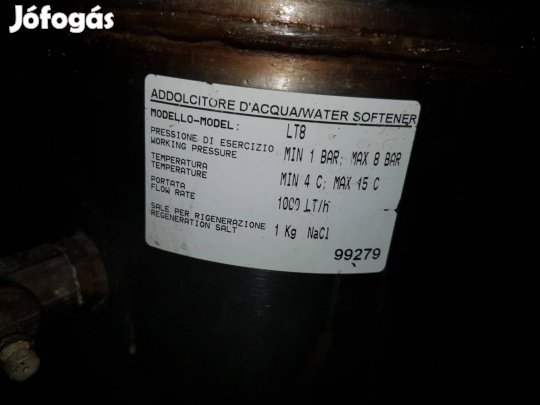 Jófogás
ADDOLCITORE D'ACQUA/WATER SOFTENER
MODELLO-MODEL: LT8
PRESSIONE DI ESERCIZIO
WORKING PRESSURE MIN 1 BAR; MAX 8 BAR
TEMPERATURA
TEMPERATURE MIN 4 C; MAX 15 C
PORTATA
FLOW RATE 1000 LT/h
SALE PER RIGENERAZIONE
REGENERATION SALT 1 Kg NaCl
99279